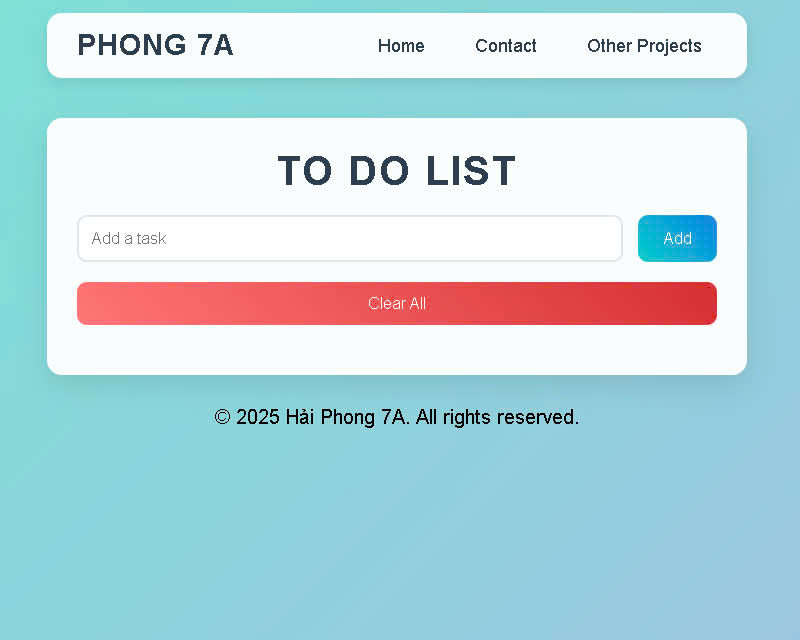 PHONG 7A
Home
Contact
Other Projects
TO DO LIST
Add a task
Add
Clear All
© 2025 Hải Phong 7A. All rights reserved.